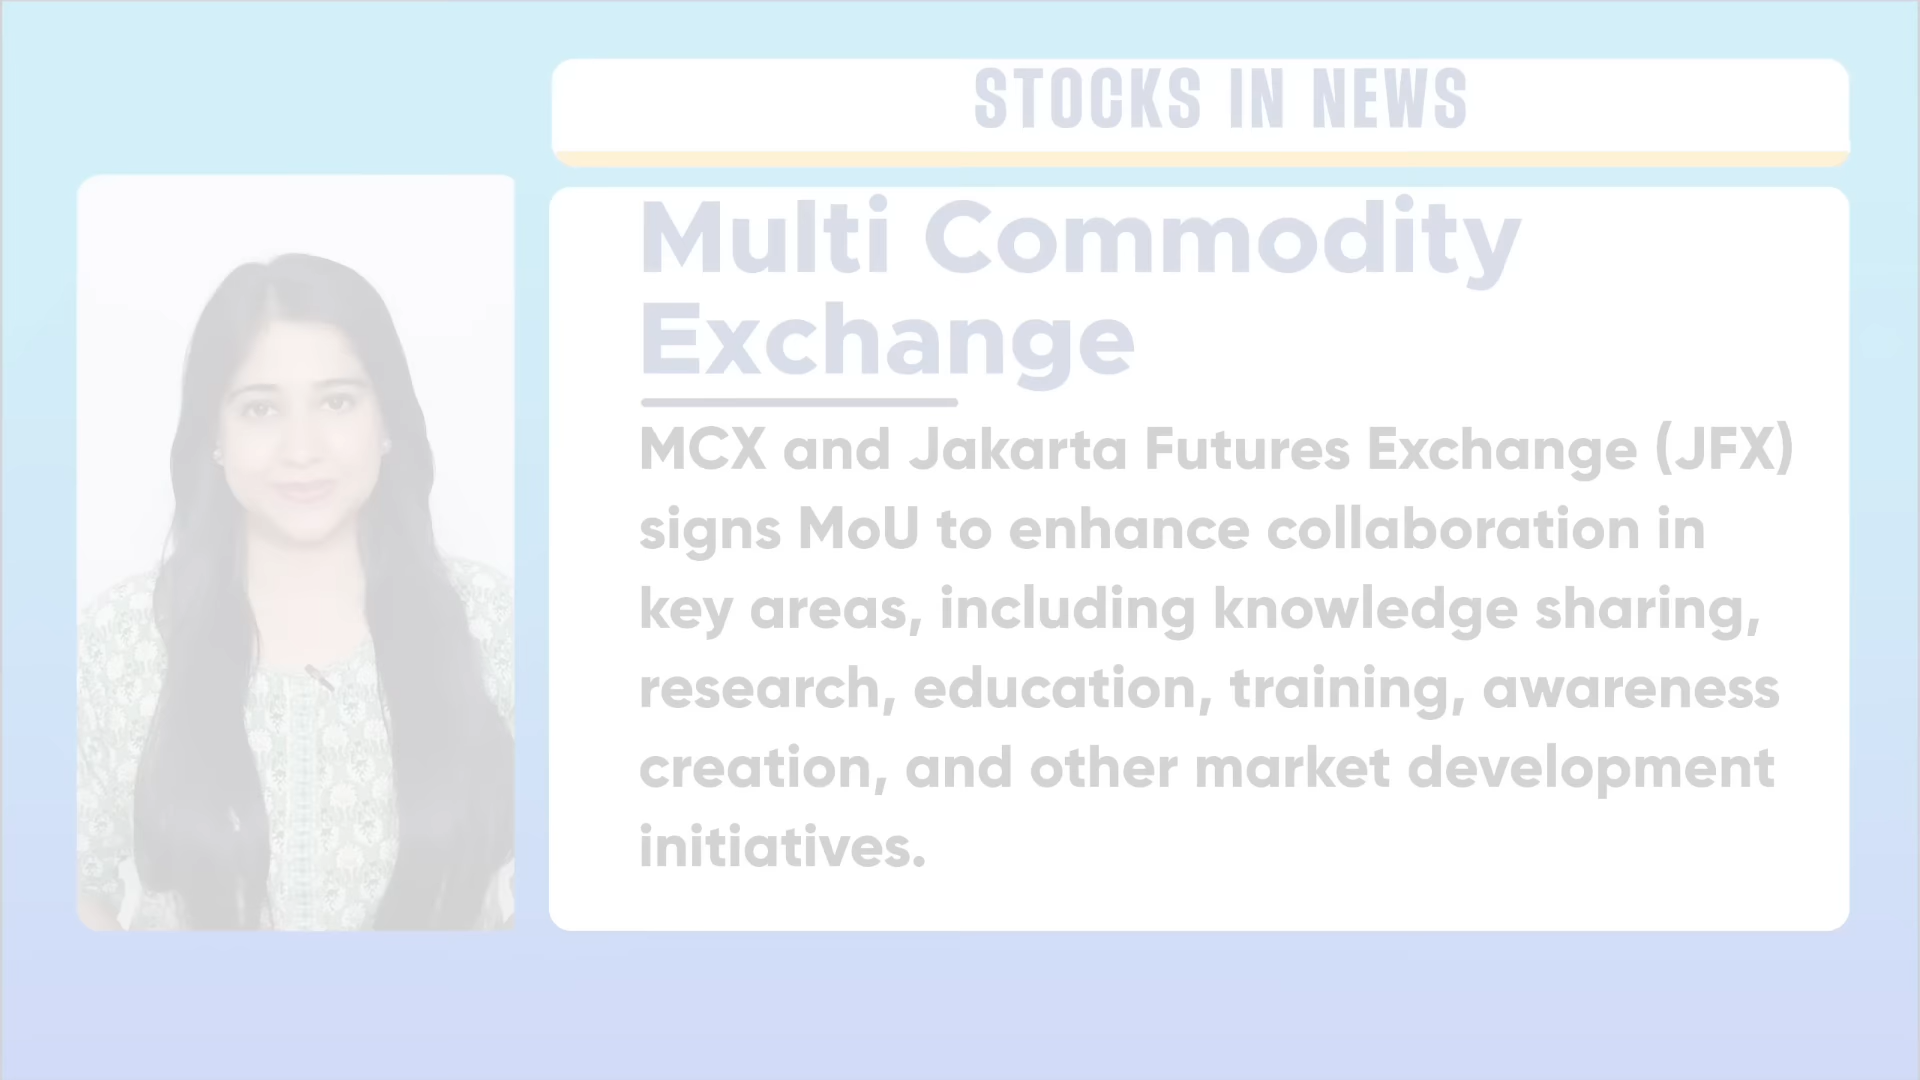 STOCKS IN NEWS
Multi Commodity
Exchange
MCX and Jakarta Futures Exchange (JFX)
signs MoU to enhance collaboration in
key areas, including knowledge sharing,
research, education, training, awareness
creation, and other market development
initiatives.